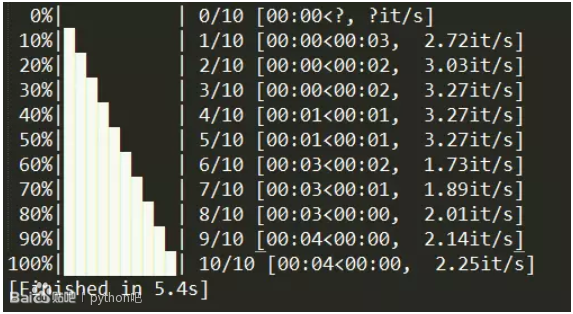 0%| | 0/10 [00:00<?, ?it/s]
10%| | 1/10 [00:00<00:03, 2.72it/s]
20%| | 2/10 [00:00<00:02, 3.03it/s]
30%| | 3/10 [00:00<00:02, 3.27it/s]
40%| | 4/10 [00:01<00:01, 3.27it/s]
50%| | 5/10 [00:01<00:01, 3.27it/s]
60%| | 6/10 [00:03<00:02, 1.73it/s]
70%| | 7/10 [00:03<00:01, 1.89it/s]
80%| | 8/10 [00:03<00:00, 2.01it/s]
90%| | 9/10 [00:04<00:00, 2.14it/s]
100%| | 10/10 [00:04<00:00, 2.25it/s]
[Finished in 5.4s]
Bai 贴吧 | python吧